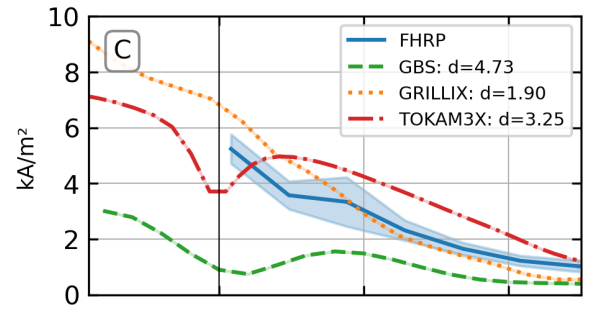 10
8
6
4
2
0
kA/m²
C
FHRP
GBS: d=4.73
GRILLIX: d=1.90
TOKAM3X: d=3.25